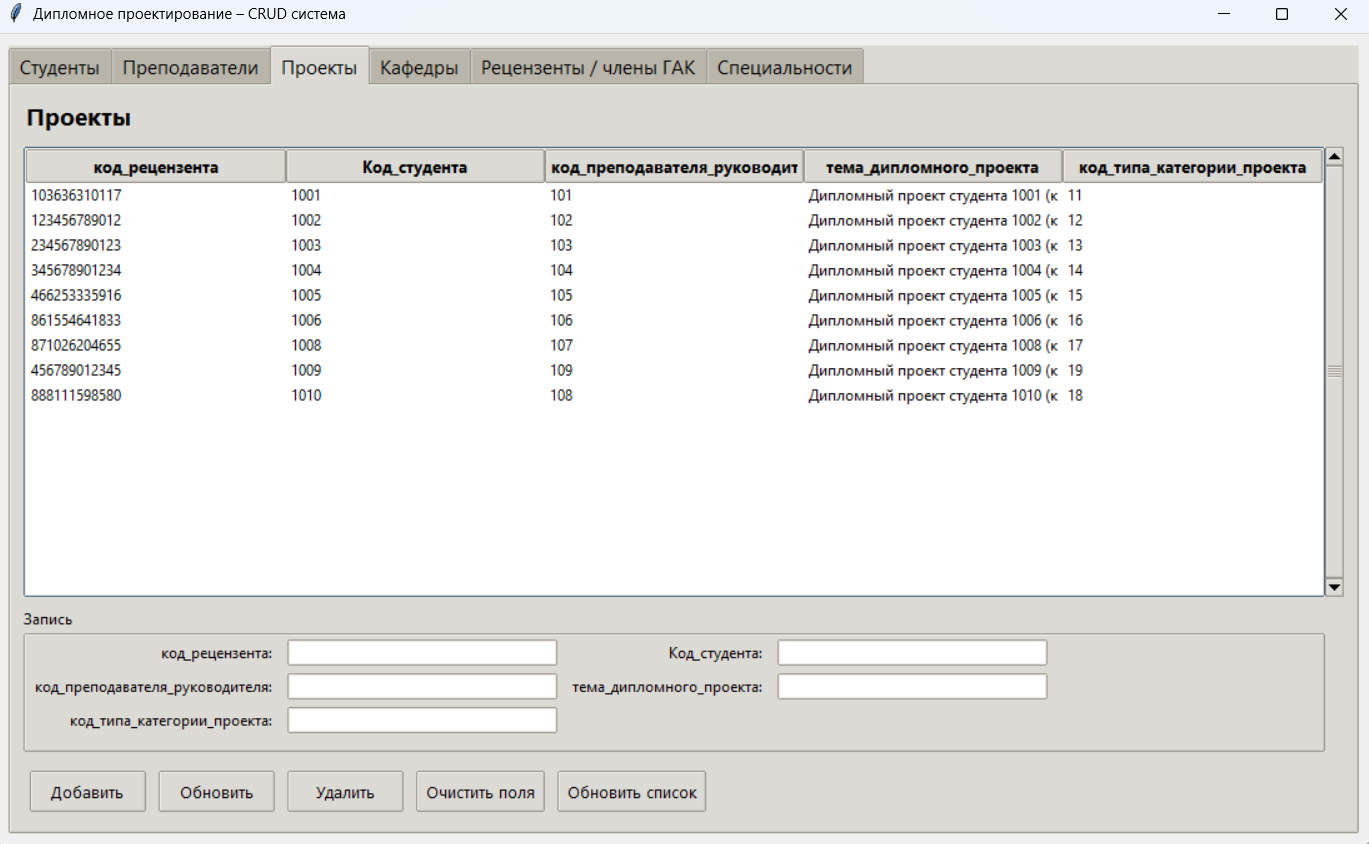 Дипломное проектирование – CRUD система
Студенты Преподаватели Проекты Кафедры Рецензенты / члены ГАК Специальности
Проекты
код_рецензента Код_студента код_преподавателя_руководит тема_дипломного_проекта код_типа_категории_проекта
103636310117 1001 101 Дипломный проект студента 1001 (к 11
123456789012 1002 102 Дипломный проект студента 1002 (к 12
234567890123 1003 103 Дипломный проект студента 1003 (к 13
345678901234 1004 104 Дипломный проект студента 1004 (к 14
466253335916 1005 105 Дипломный проект студента 1005 (к 15
861554641833 1006 106 Дипломный проект студента 1006 (к 16
871026204655 1008 107 Дипломный проект студента 1008 (к 17
456789012345 1009 109 Дипломный проект студента 1009 (к 19
888111598580 1010 108 Дипломный проект студента 1010 (к 18
Запись
код_рецензента: Код_студента:
код_преподавателя_руководителя: тема_дипломного_проекта:
код_типа_категории_проекта:
Добавить Обновить Удалить Очистить поля Обновить список